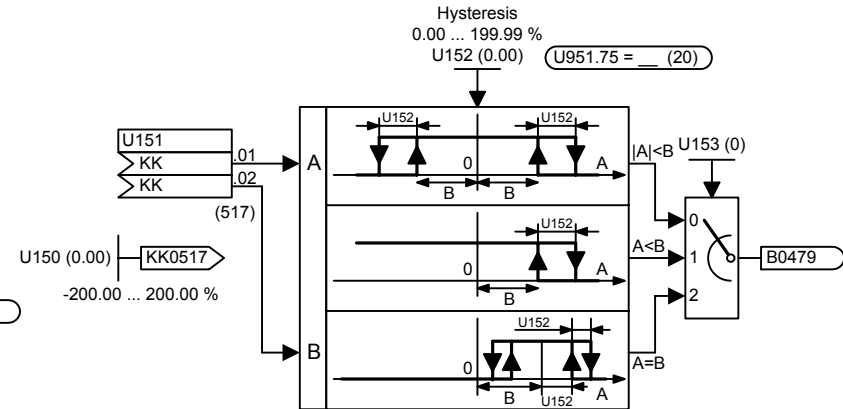 Hysteresis
0.00 ... 199.99 %
U152 (0.00)
U951.75 = __ (20)
U151
KK
.01
KK
.02
(517)
U150 (0.00)
KK0517
-200.00 ... 200.00 %
A
B
U152
U152
0
A
B
B
|A|<B
U152
0
A
B
A<B
U152
0
A
B
U152
A=B
U153 (0)
0
1
2
B0479